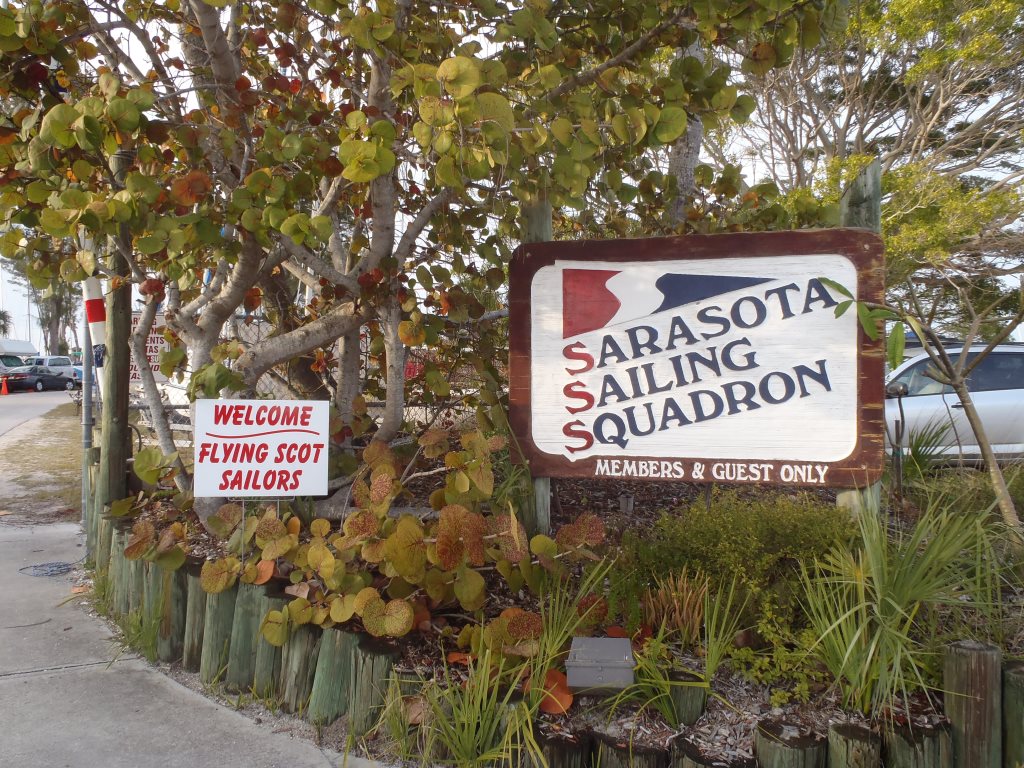 WELCOME
FLYING SCOT
SAILORS
SARASOTA
SAILING
SQUADRON
MEMBERS & GUEST ONLY